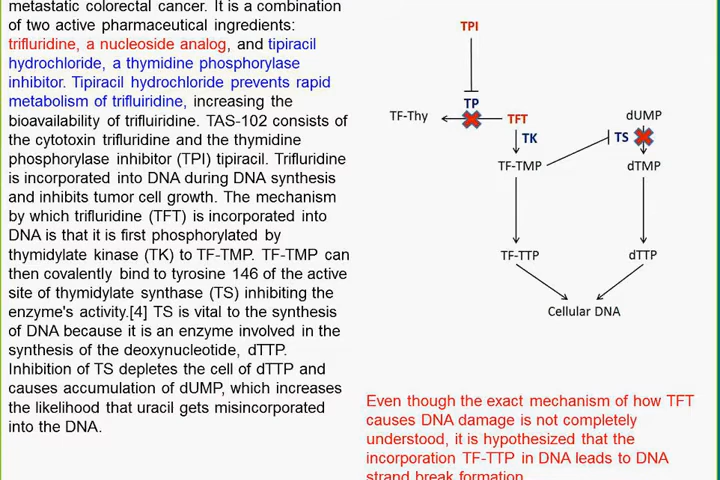 metastatic colorectal cancer. It is a combination
of two active pharmaceutical ingredients:
trifluridine, a nucleoside analog, and tipiracil
hydrochloride, a thymidine phosphorylase
inhibitor. Tipiracil hydrochloride prevents rapid
metabolism of trifluiridine, increasing the
bioavailability of trifluiridine. TAS-102 consists of
the cytotoxin trifluridine and the thymidine
phosphorylase inhibitor (TPI) tipiracil. Trifluridine
is incorporated into DNA during DNA synthesis
and inhibits tumor cell growth. The mechanism
by which trifluridine (TFT) is incorporated into
DNA is that it is first phosphorylated by
thymidylate kinase (TK) to TF-TMP. TF-TMP can
then covalently bind to tyrosine 146 of the active
site of thymidylate synthase (TS) inhibiting the
enzyme's activity.[4] TS is vital to the synthesis
of DNA because it is an enzyme involved in the
synthesis of the deoxynucleotide, dTTP.
Inhibition of TS depletes the cell of dTTP and
causes accumulation of dUMP, which increases
the likelihood that uracil gets misincorporated
into the DNA.
TPI
TP
TF-Thy
TFT
dUMP
TK
TS
TF-TMP
dTMP
TF-TTP
dTTP
Cellular DNA
Even though the exact mechanism of how TFT
causes DNA damage is not completely
understood, it is hypothesized that the
incorporation TF-TTP in DNA leads to DNA
strand break formation